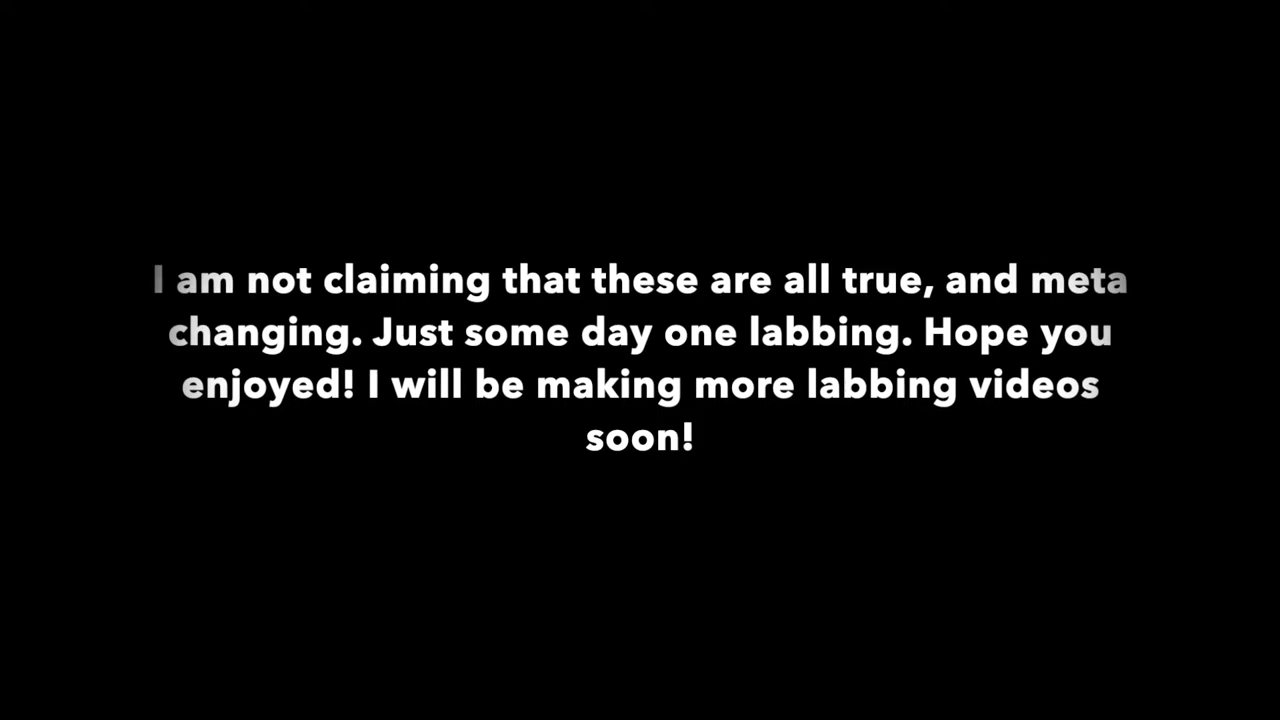 I am not claiming that these are all true, and meta
changing. Just some day one labbing. Hope you
enjoyed! I will be making more labbing videos
soon!